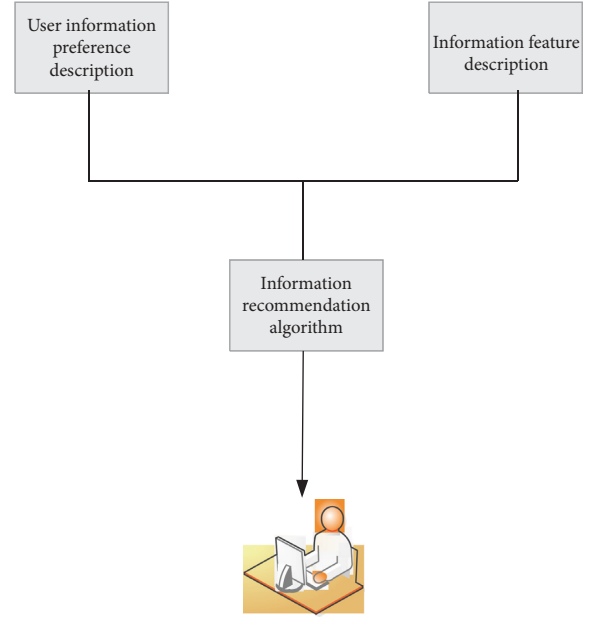 User information
preference
description
Information feature
description
Information
recommendation
algorithm